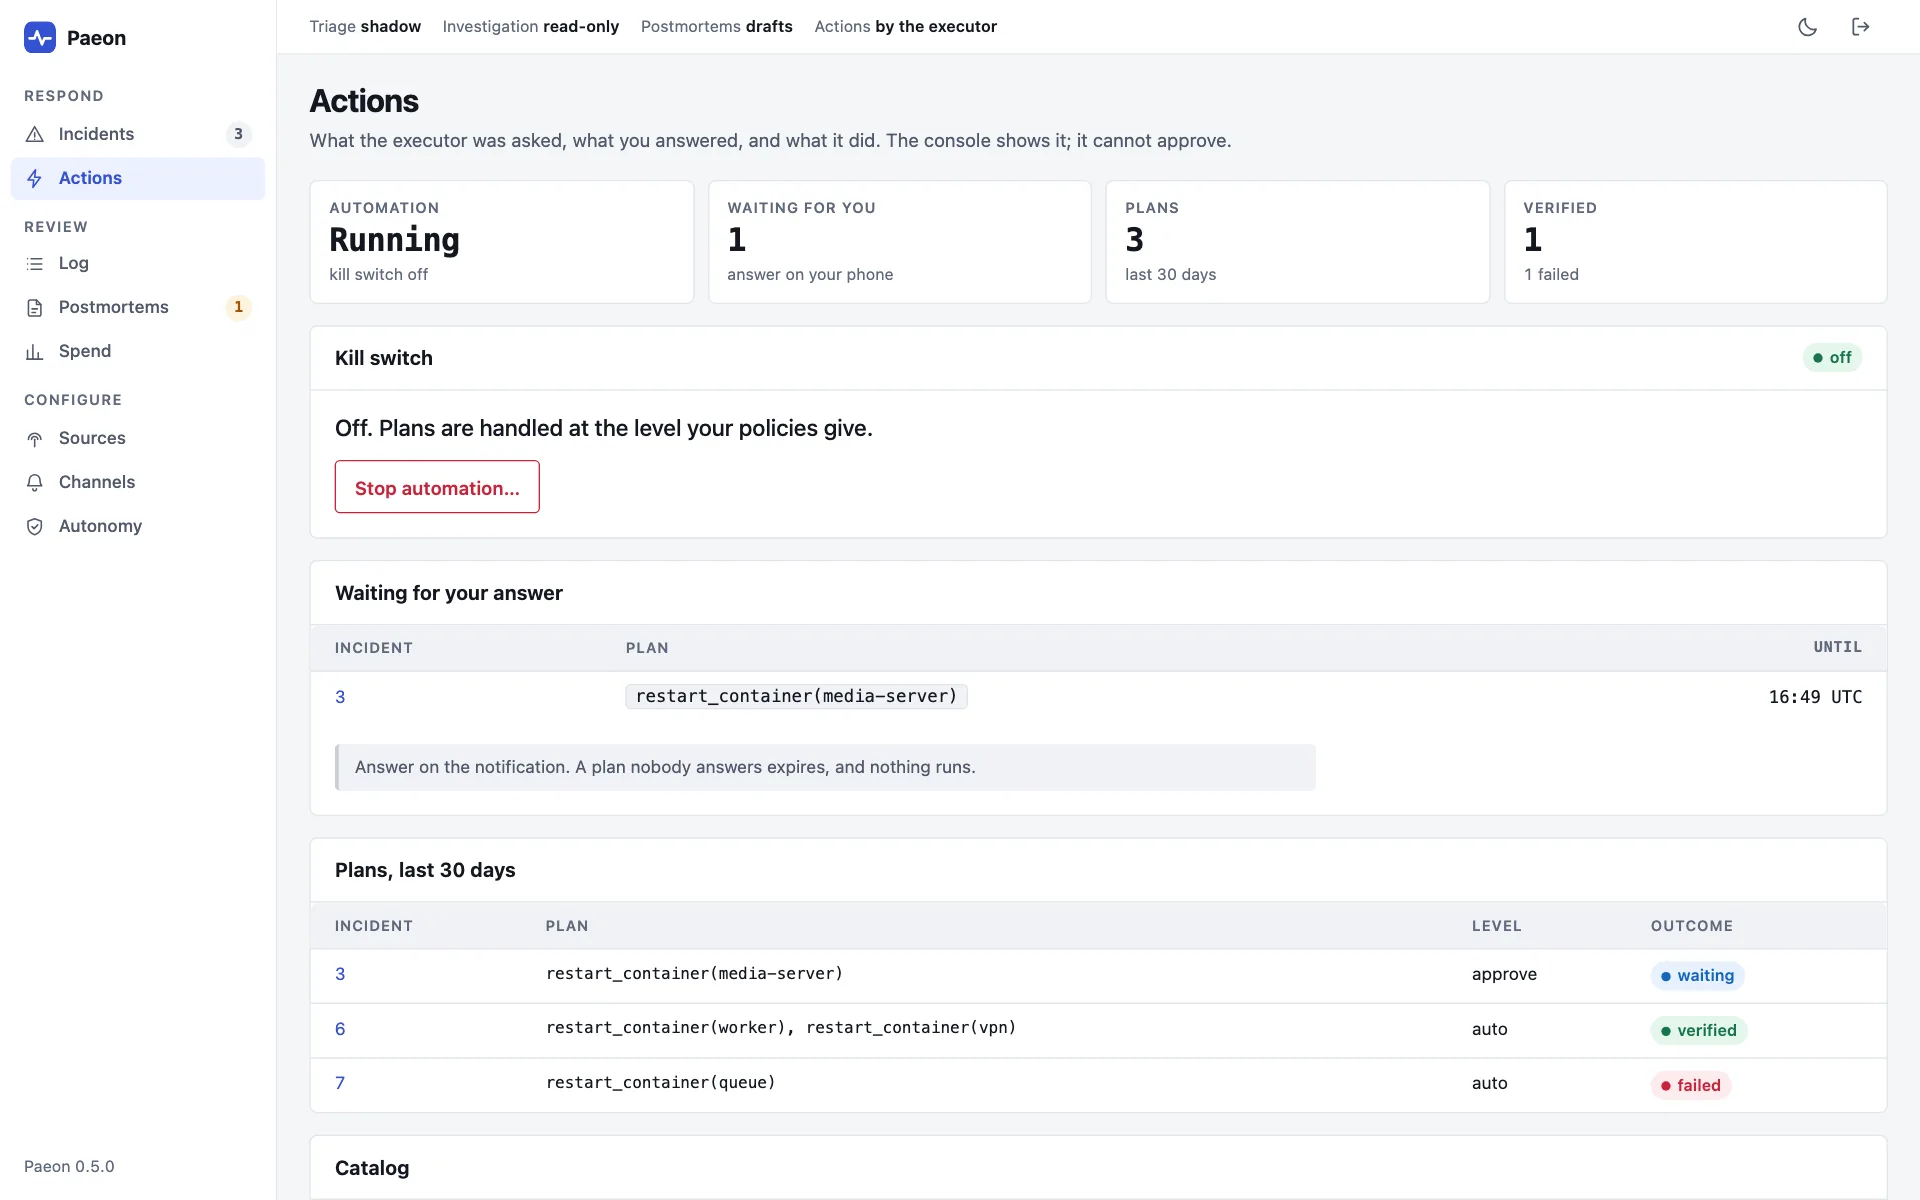 Paeon
RESPOND
Incidents 3
Actions
REVIEW
Log
Postmortems 1
Spend
CONFIGURE
Sources
Channels
Autonomy
Paeon 0.5.0
Triage shadow Investigation read-only Postmortems drafts Actions by the executor
Actions
What the executor was asked, what you answered, and what it did. The console shows it; it cannot approve.
AUTOMATION
Running
kill switch off
WAITING FOR YOU
1
answer on your phone
PLANS
3
last 30 days
VERIFIED
1
1 failed
Kill switch off
Off. Plans are handled at the level your policies give.
Stop automation...
Waiting for your answer
INCIDENT PLAN UNTIL
3 restart_container(media-server) 16:49 UTC
Answer on the notification. A plan nobody answers expires, and nothing runs.
Plans, last 30 days
INCIDENT PLAN LEVEL OUTCOME
3 restart_container(media-server) approve waiting
6 restart_container(worker), restart_container(vpn) auto verified
7 restart_container(queue) auto failed
Catalog